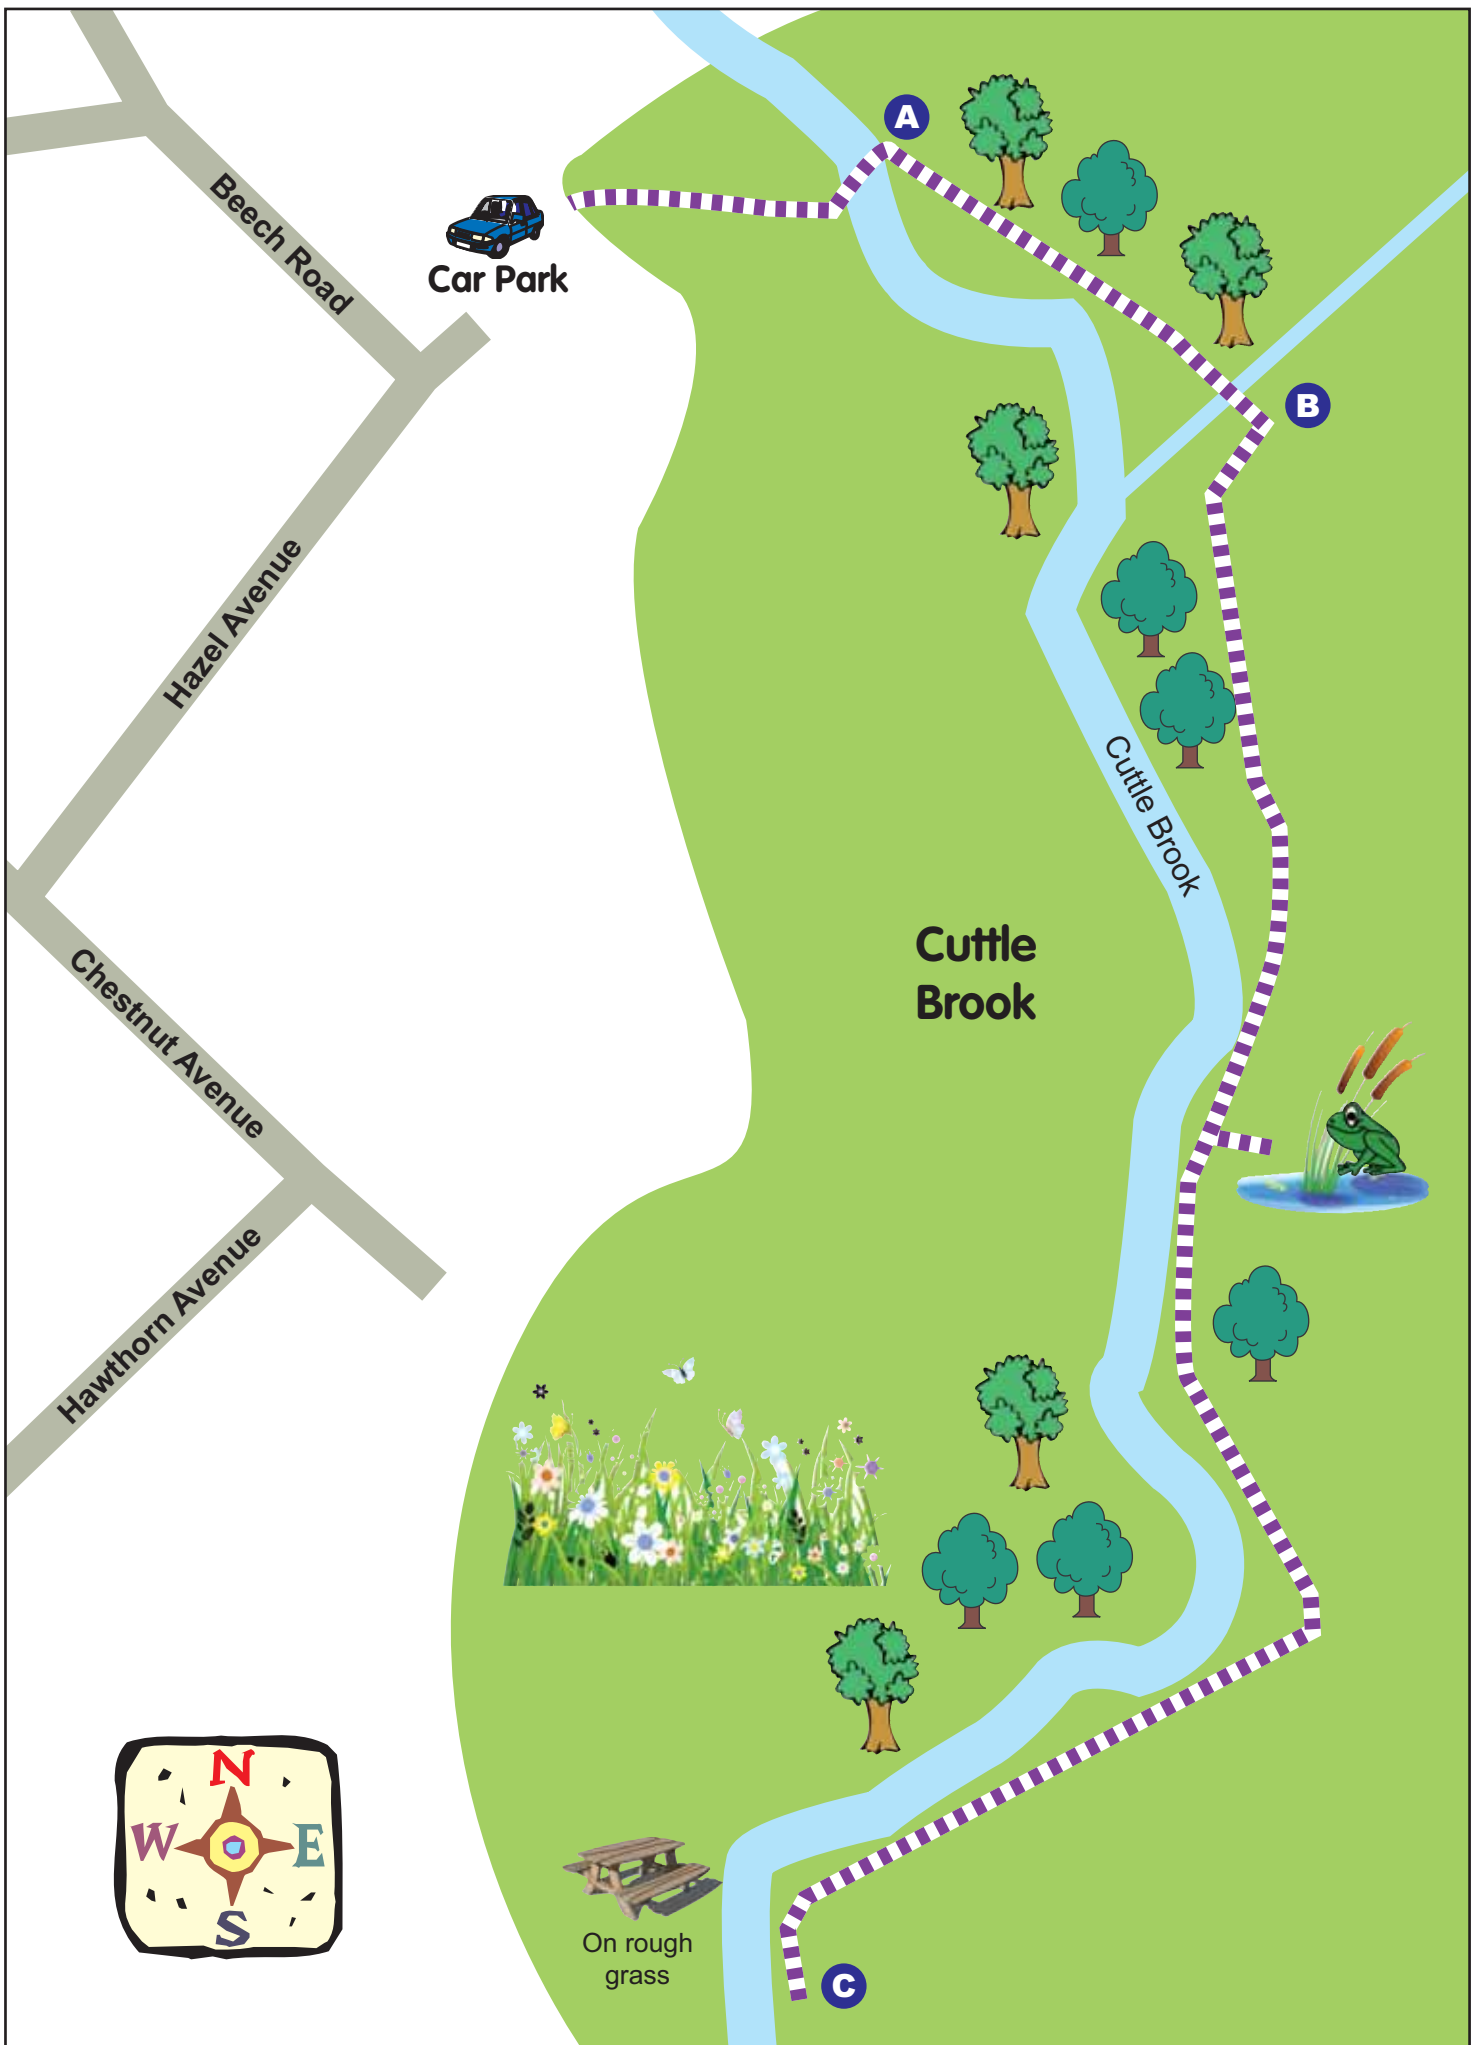 A
Beech Road
Car Park
B
Hazel Avenue
Cuttle Brook
Cuttle
Brook
Chestnut Avenue
Hawthorn Avenue
N
W
E
S
On rough
grass
C